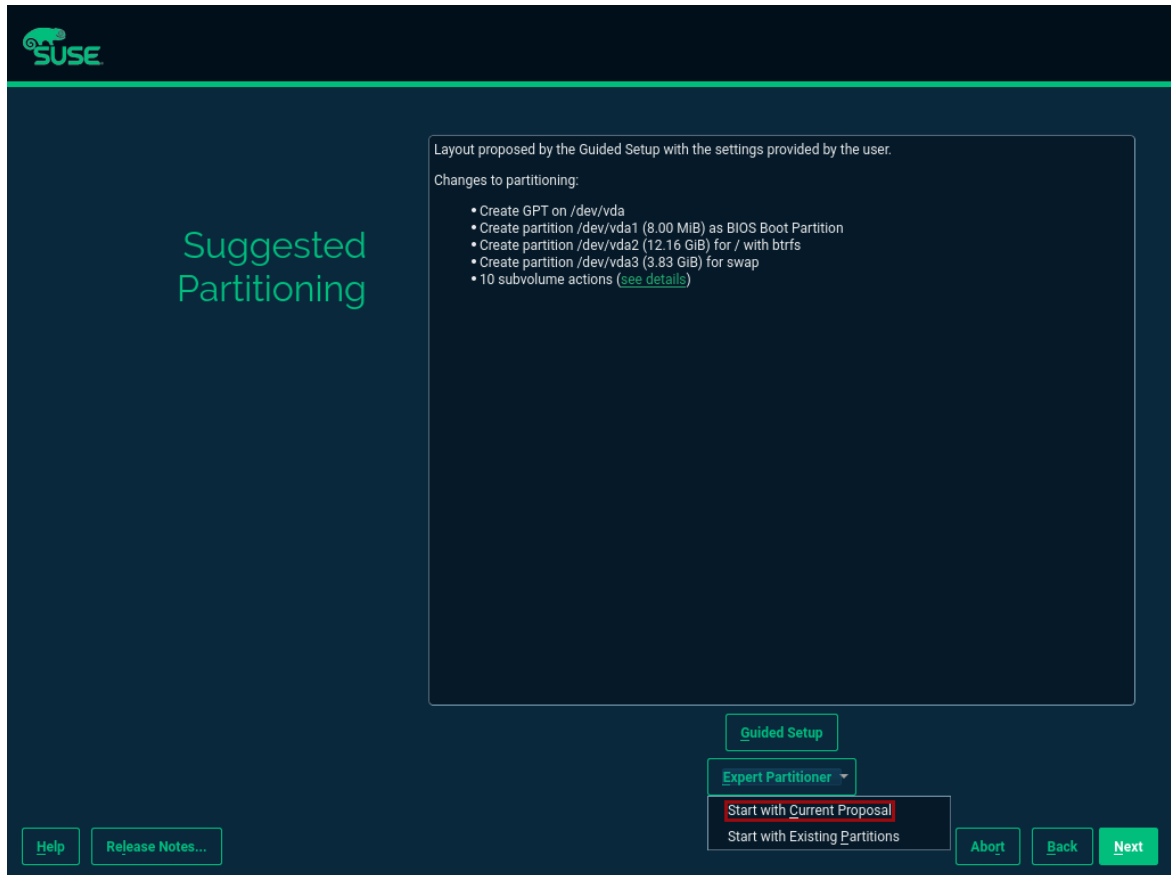 SUSE
Suggested
Partitioning
Layout proposed by the Guided Setup with the settings provided by the user.
Changes to partitioning:
• Create GPT on /dev/vda
• Create partition /dev/vda1 (8.00 MiB) as BIOS Boot Partition
• Create partition /dev/vda2 (12.16 GiB) for / with btrfs
• Create partition /dev/vda3 (3.83 GiB) for swap
• 10 subvolume actions (see details)
Guided Setup
Expert Partitioner
Start with Current Proposal
Start with Existing Partitions
Help
Release Notes...
Abort
Back
Next